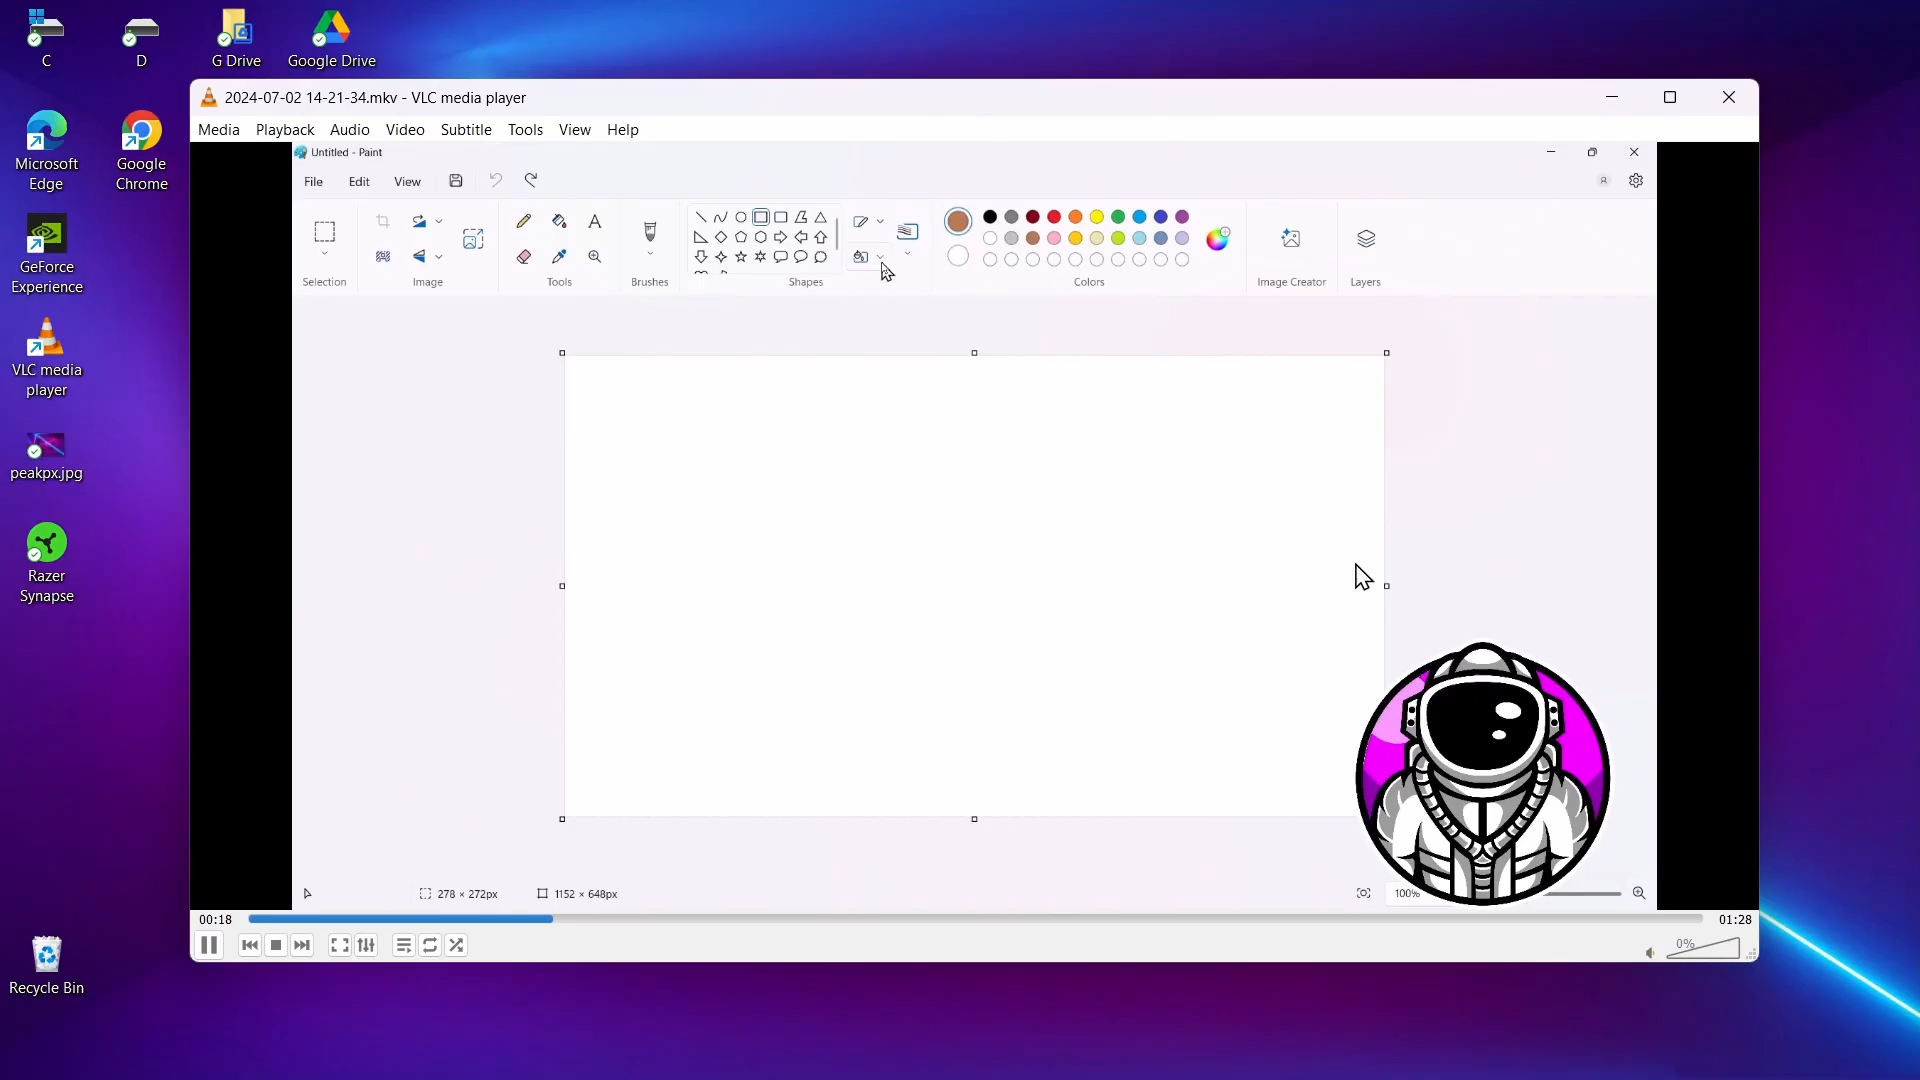 C
D
G Drive
Google Drive
2024-07-02 14-21-34.mkv - VLC media player
Media Playback Audio Video Subtitle Tools View Help
Untitled - Paint
File Edit View
Selection
Image
Tools
Brushes
Shapes
Colors
Image Creator
Layers
278 × 272px
1152 × 648px
100%
00:18
01:28
0%
Microsoft
Edge
Google
Chrome
GeForce
Experience
VLC media
player
peakpx.jpg
Razer
Synapse
Recycle Bin